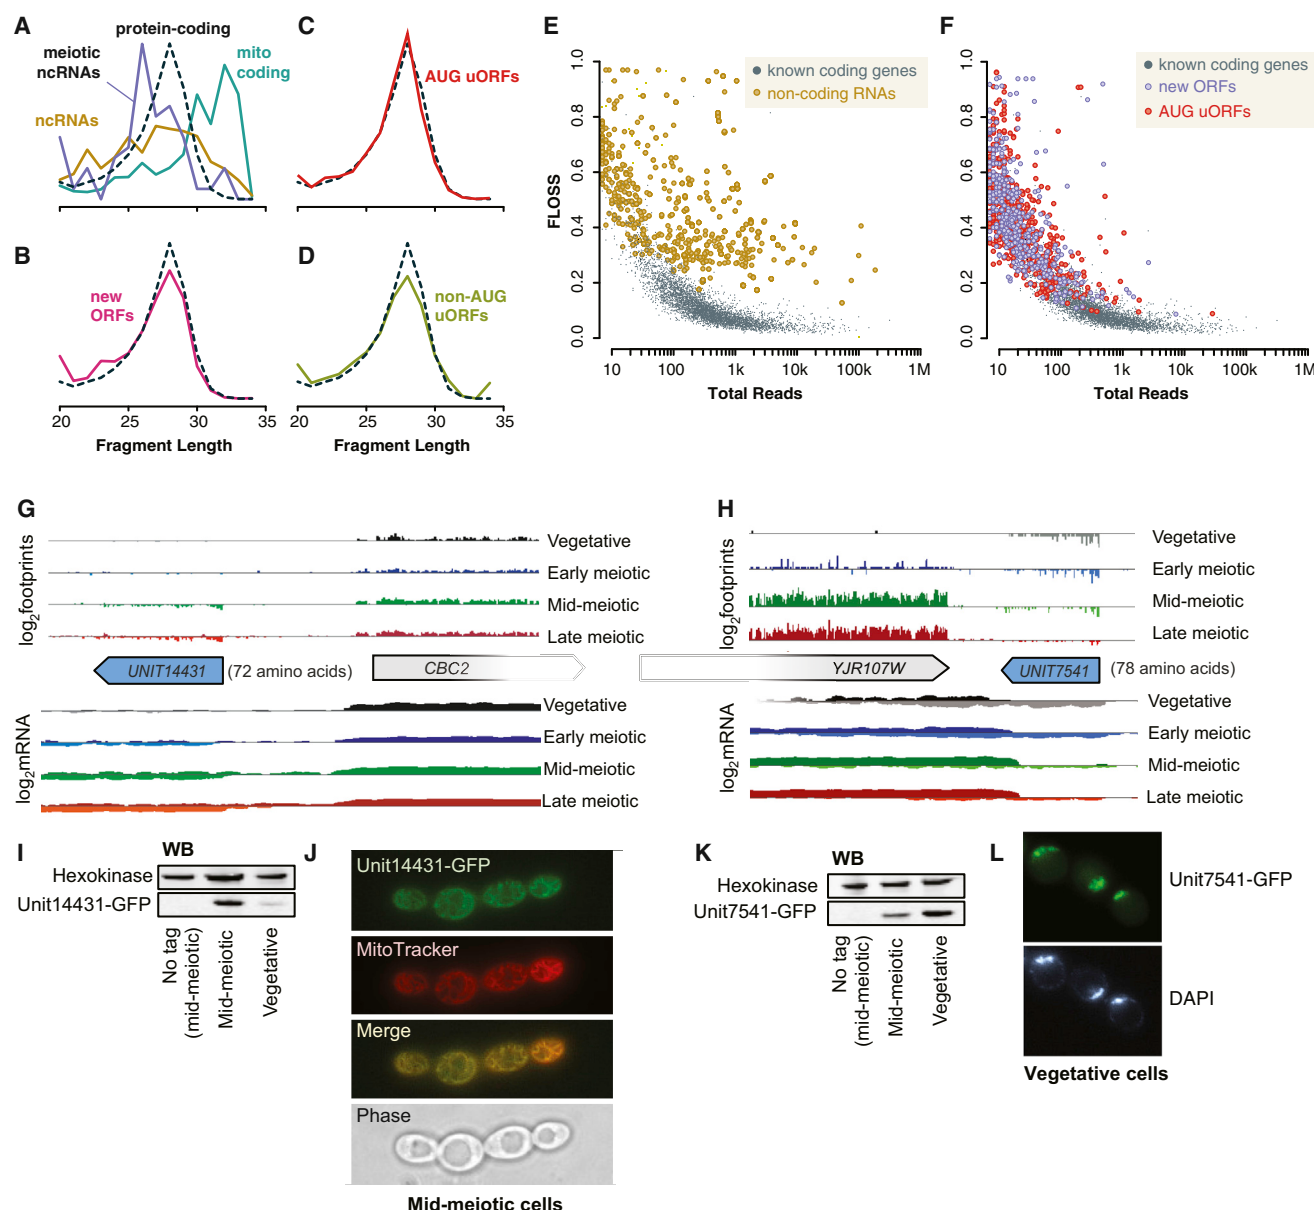 A
protein-coding
meiotic
ncRNAs
mito
coding
ncRNAs
C
AUG uORFs
B
new
ORFs
20 25 30 35
Fragment Length
D
non-AUG
uORFs
20 25 30 35
Fragment Length
E
known coding genes
non-coding RNAs
FLOSS
0.0 0.2 0.4 0.6 0.8 1.0
10 100 1k 10k 100k 1M
Total Reads
F
known coding genes
new ORFs
AUG uORFs
0.0 0.2 0.4 0.6 0.8 1.0
10 100 1k 10k 100k 1M
Total Reads
G
log2footprints
Vegetative
Early meiotic
Mid-meiotic
Late meiotic
UNIT14431 (72 amino acids) CBC2
log2mRNA
Vegetative
Early meiotic
Mid-meiotic
Late meiotic
H
log2footprints
Vegetative
Early meiotic
Mid-meiotic
Late meiotic
YJR107W UNIT7541 (78 amino acids)
log2mRNA
Vegetative
Early meiotic
Mid-meiotic
Late meiotic
I
WB
Hexokinase
Unit14431-GFP
No tag
(mid-meiotic)
Mid-meiotic
Vegetative
J
Unit14431-GFP
MitoTracker
Merge
Phase
Mid-meiotic cells
K
WB
Hexokinase
Unit7541-GFP
No tag
(mid-meiotic)
Mid-meiotic
Vegetative
L
Unit7541-GFP
DAPI
Vegetative cells